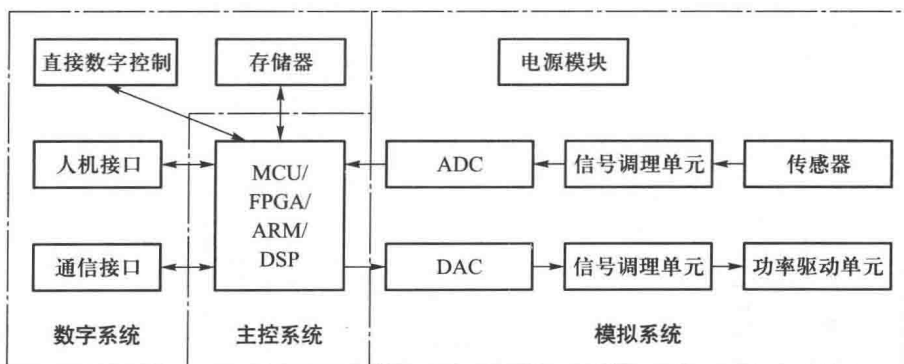 直接数字控制
存储器
电源模块
人机接口
MCU/
FPGA/
ARM/
DSP
ADC
信号调理单元
传感器
通信接口
DAC
信号调理单元
功率驱动单元
数字系统
主控系统
模拟系统